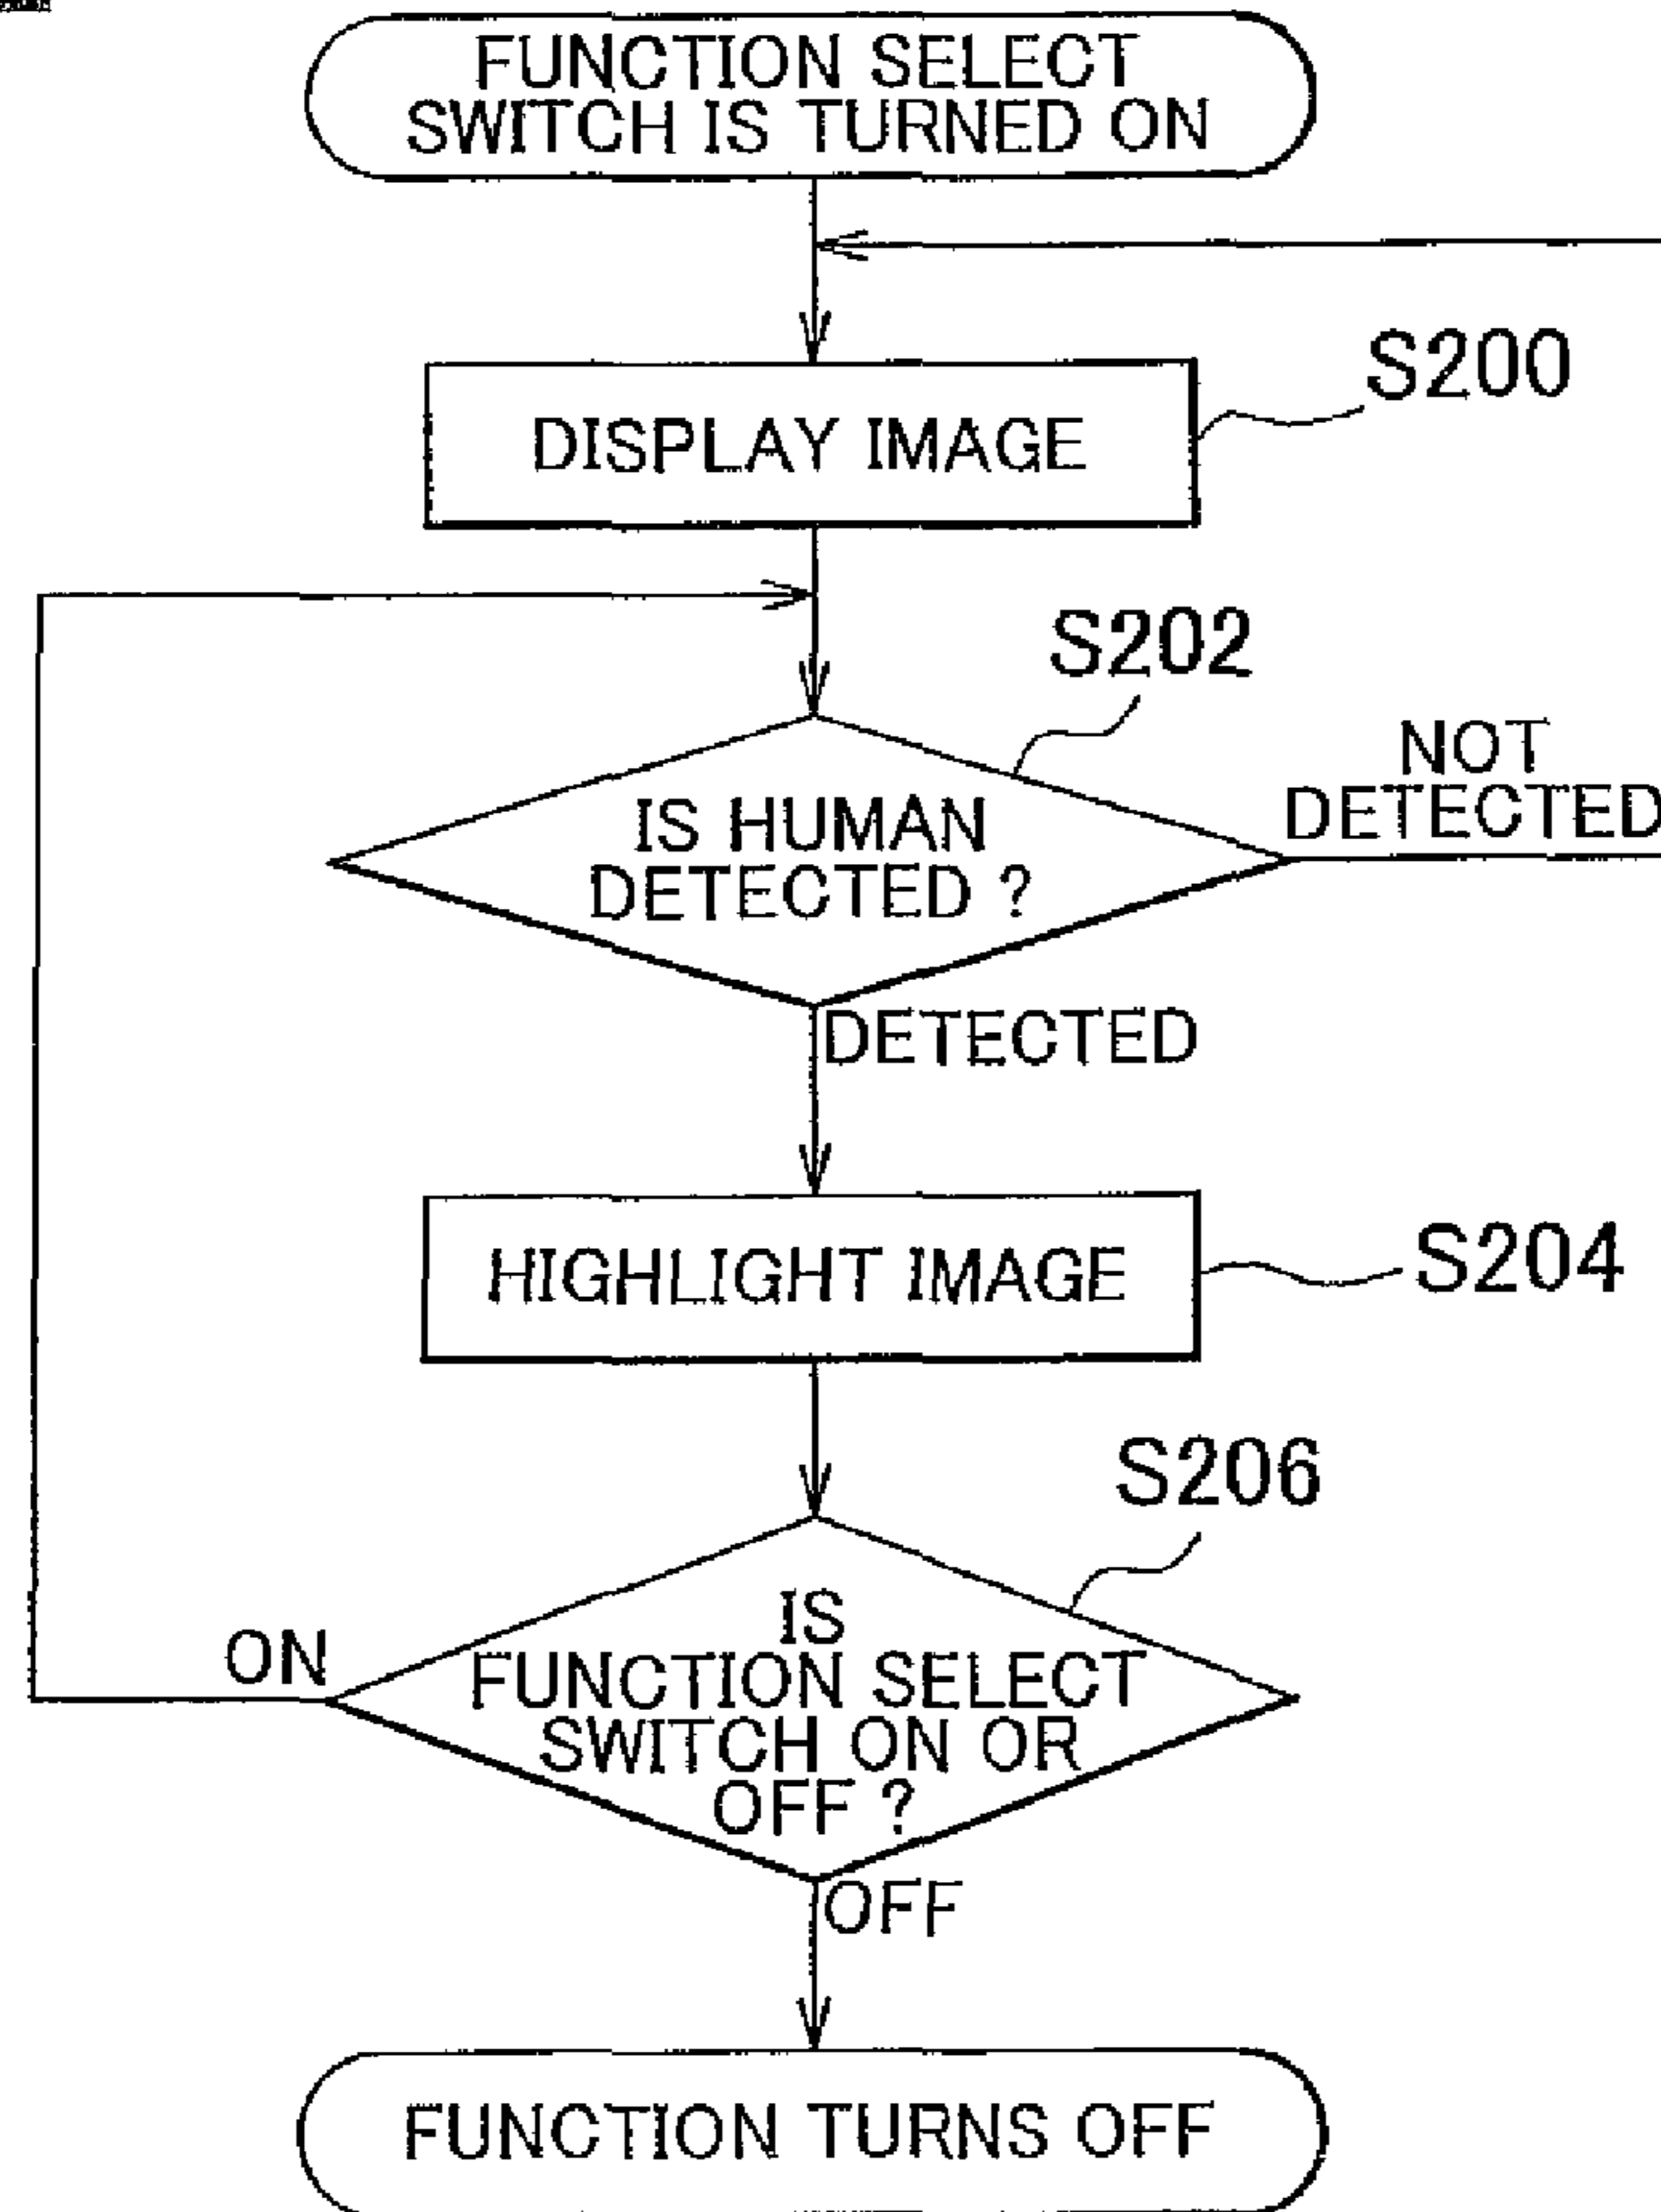 FUNCTION SELECT
SWITCH IS TURNED ON
S200
DISPLAY IMAGE
S202
IS HUMAN
DETECTED ?
NOT
DETECTED
DETECTED
HIGHLIGHT IMAGE
S204
S206
IS
FUNCTION SELECT
SWITCH ON OR
OFF ?
ON
OFF
FUNCTION TURNS OFF